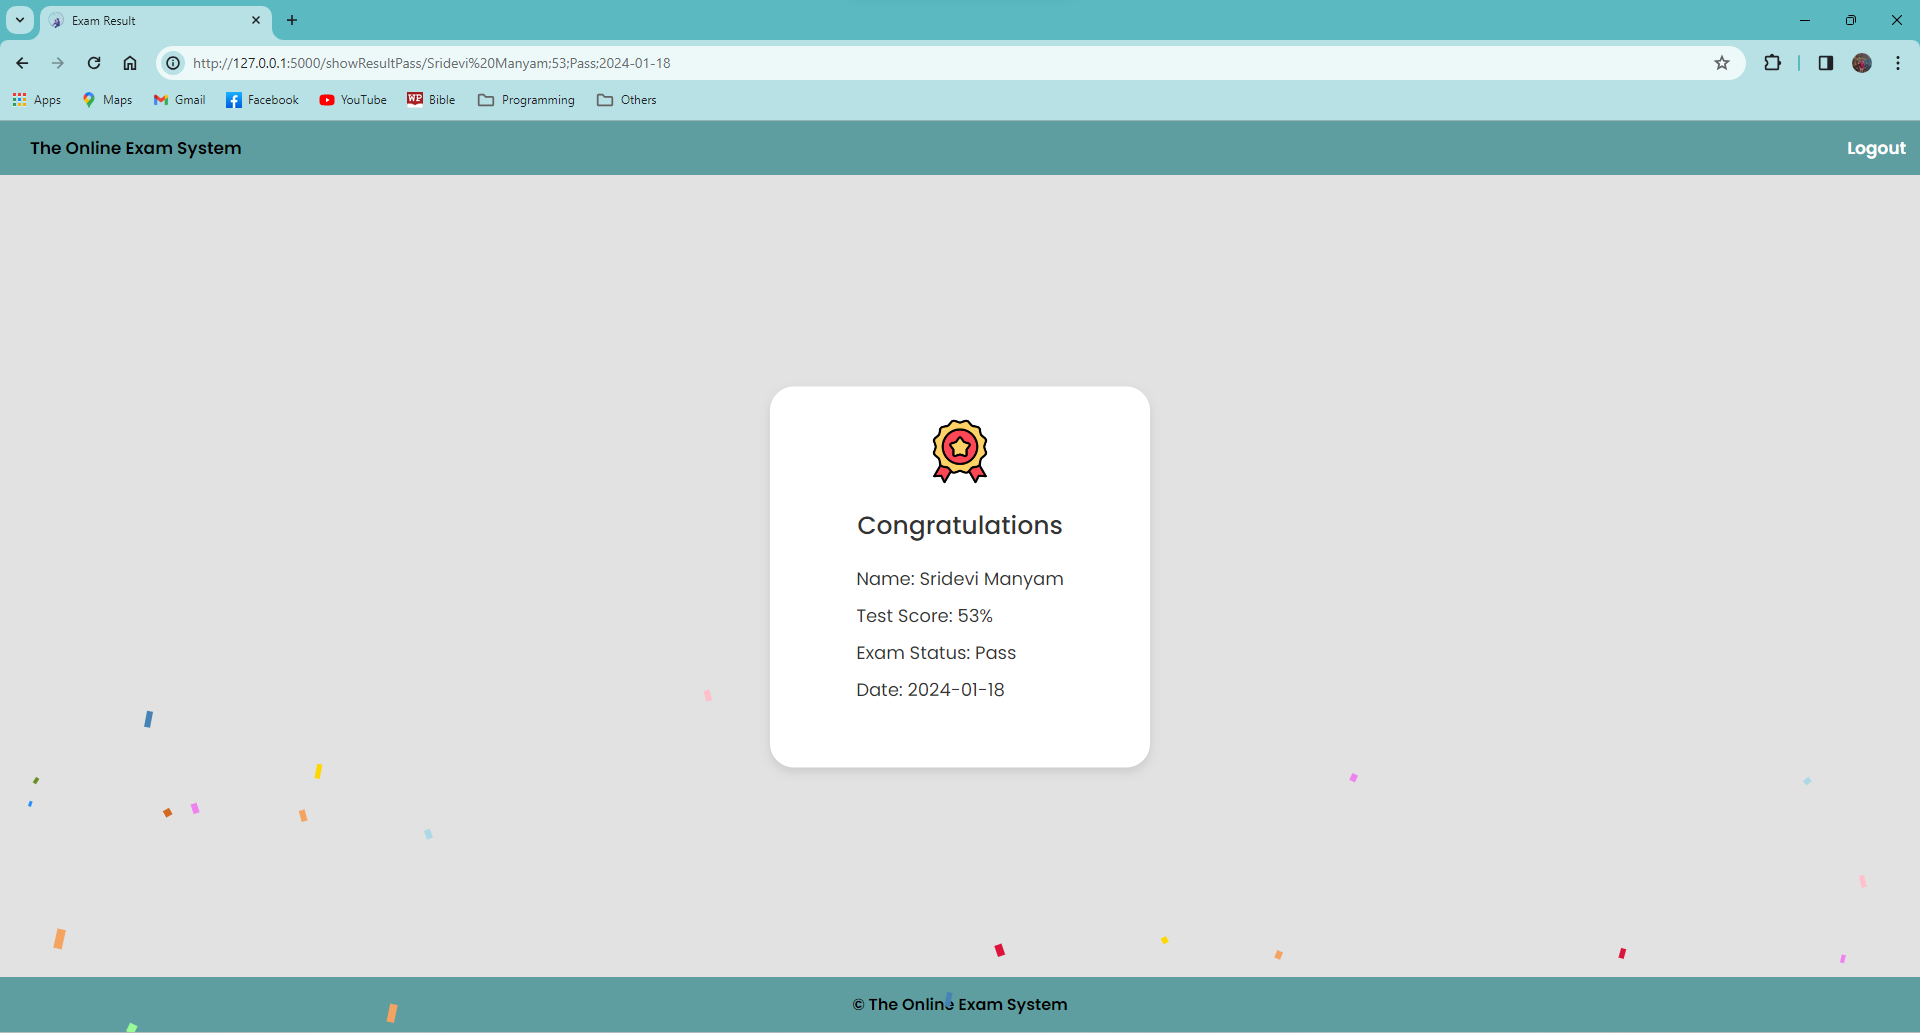 Exam Result
http://127.0.0.1:5000/showResultPass/Sridevi%20Manyam;53;Pass;2024-01-18
Apps Maps Gmail Facebook YouTube WP Bible Programming Others
The Online Exam System Logout
Congratulations
Name: Sridevi Manyam
Test Score: 53%
Exam Status: Pass
Date: 2024-01-18
© The Online Exam System